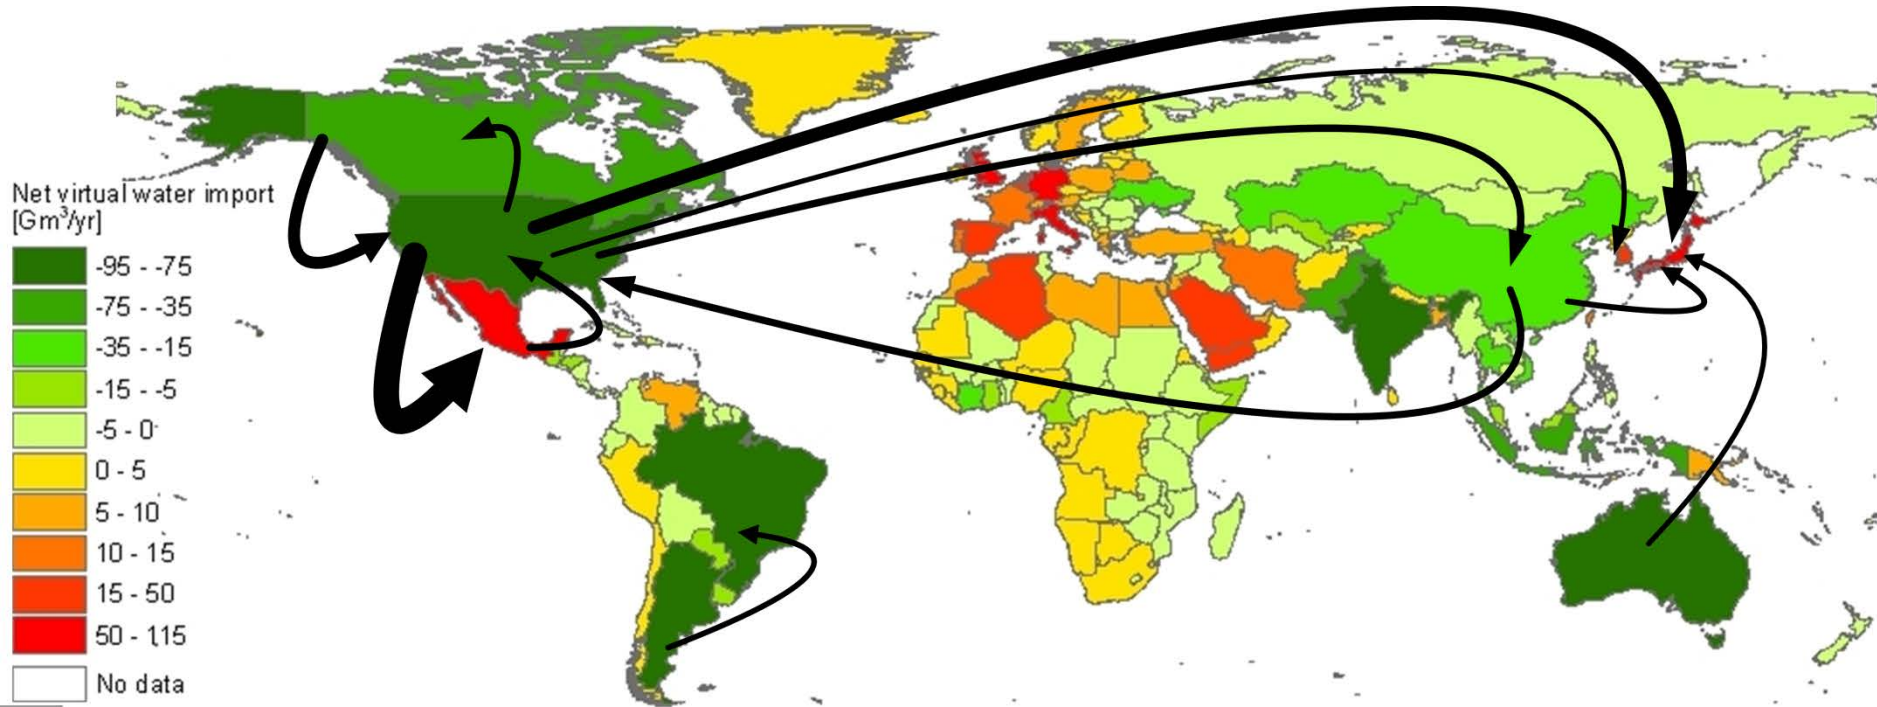 Net virtual water import
[Gm³/yr]
-95 - -75
-75 - -35
-35 - -15
-15 - -5
-5 - 0
0 - 5
5 - 10
10 - 15
15 - 50
50 - 115
No data